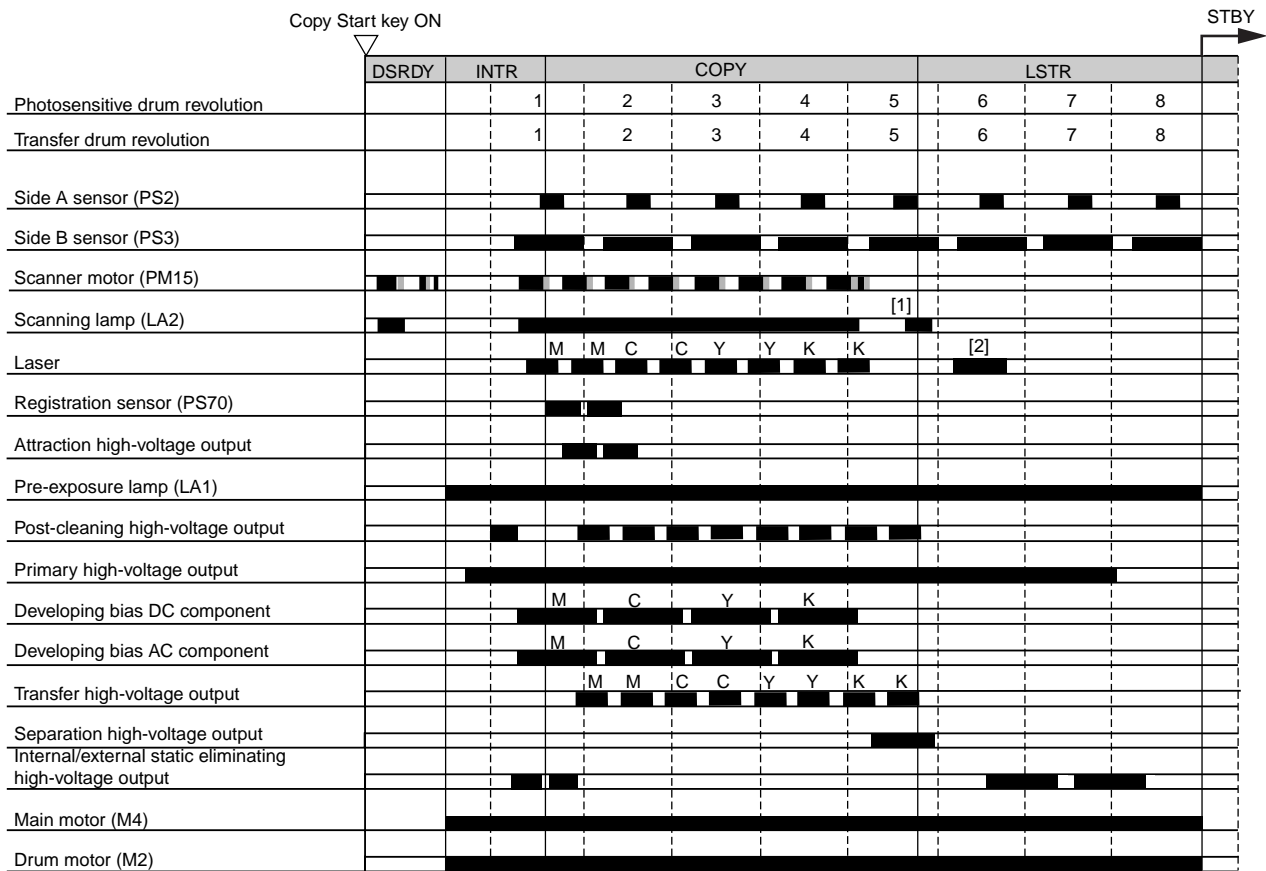 Copy Start key ON
STBY
DSRDY INTR COPY LSTR
Photosensitive drum revolution 1 2 3 4 5 6 7 8
Transfer drum revolution 1 2 3 4 5 6 7 8
Side A sensor (PS2)
Side B sensor (PS3)
Scanner motor (PM15)
Scanning lamp (LA2) [1]
Laser M M C C Y Y K K [2]
Registration sensor (PS70)
Attraction high-voltage output
Pre-exposure lamp (LA1)
Post-cleaning high-voltage output
Primary high-voltage output
Developing bias DC component M C Y K
Developing bias AC component M C Y K
Transfer high-voltage output M M C C Y Y K K
Separation high-voltage output
Internal/external static eliminating
high-voltage output
Main motor (M4)
Drum motor (M2)